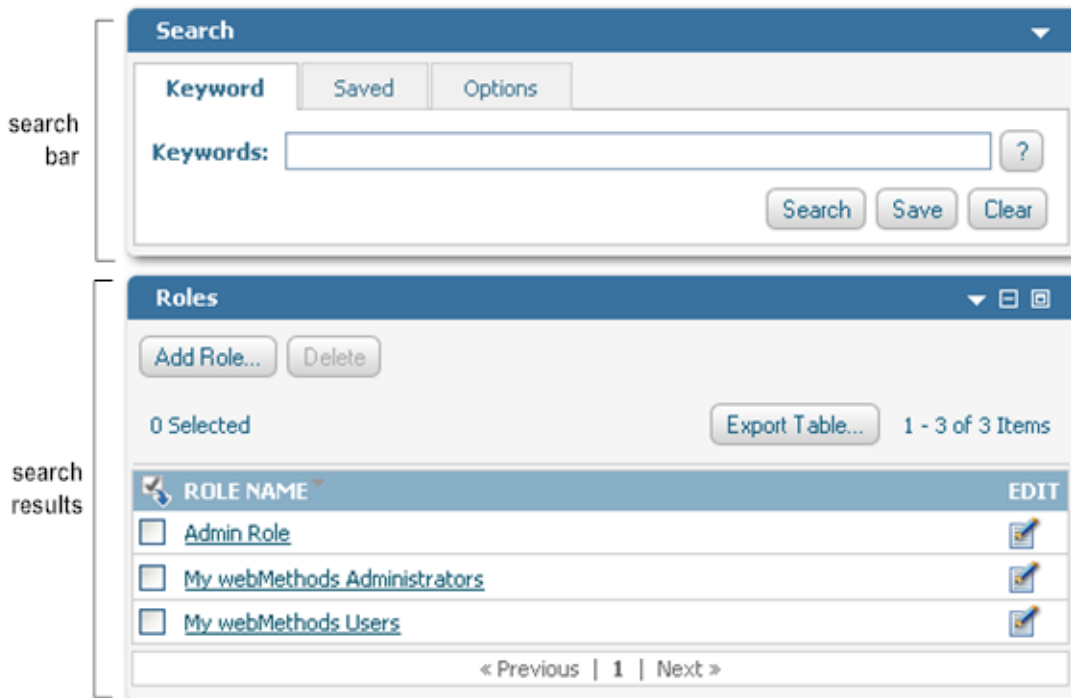 Search
Keyword Saved Options
search
bar
Keywords: ?
Search Save Clear
Roles
Add Role... Delete
0 Selected Export Table... 1 - 3 of 3 Items
search
results
ROLE NAME EDIT
Admin Role
My webMethods Administrators
My webMethods Users
« Previous | 1 | Next »